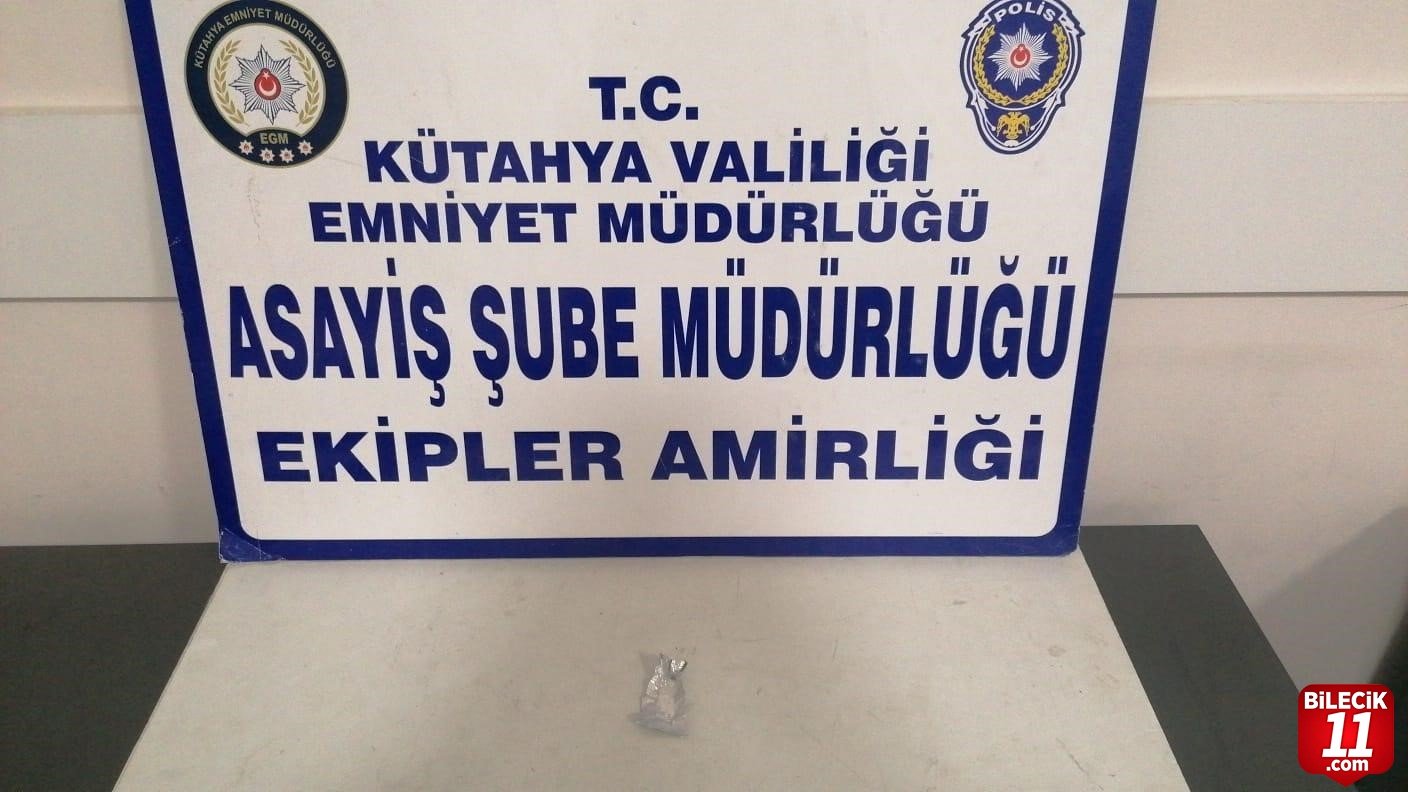 KÜTAHYA EMNİYET MÜDÜRLÜĞÜ
EGM
POLİS
T.C.
KÜTAHYA VALİLİĞİ
EMNİYET MÜDÜRLÜĞÜ
ASAYİŞ ŞUBE MÜDÜRLÜĞÜ
EKİPLER AMİRLİĞİ
BİLECİK
11
.com